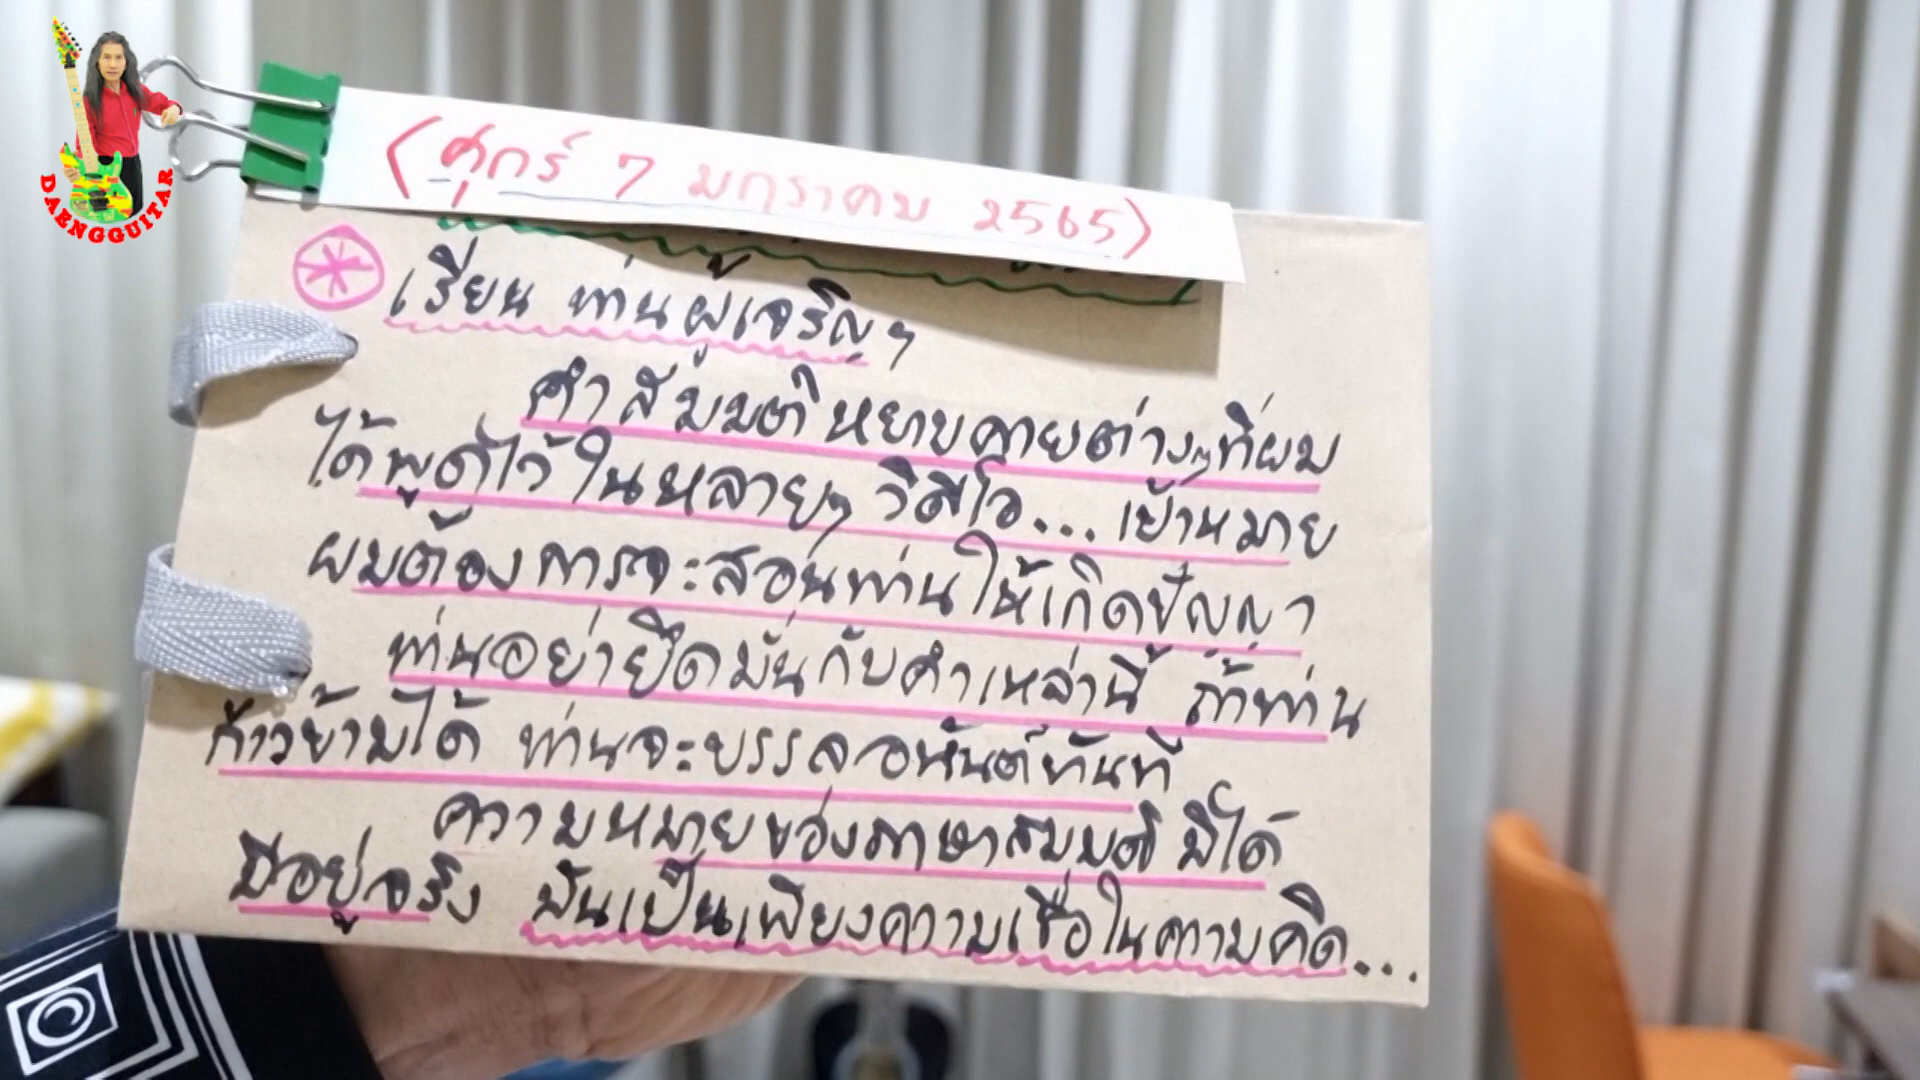 DAENGGUITAR
(ศุกร์ 7 มกราคม 2565)
เรียน ท่านผู้เจริญๆ
คำสัมมติหยาบคายต่างๆที่ผม
ได้พูดไว้ในหลายๆ วีดีโอ... เป้าหมาย
ผมต้องการจะสอนท่านให้เกิดปัญญา
ท่านอย่ายึดมั่นกับคำเหล่านี้ ถ้าท่าน
ก้าวข้ามได้ ท่านจะบรรลุอนันต์ทันที
ความหมายของภาษาสมมติ มิได้
มีอยู่จริง มันเป็นเพียงความเชื่อในความคิด...